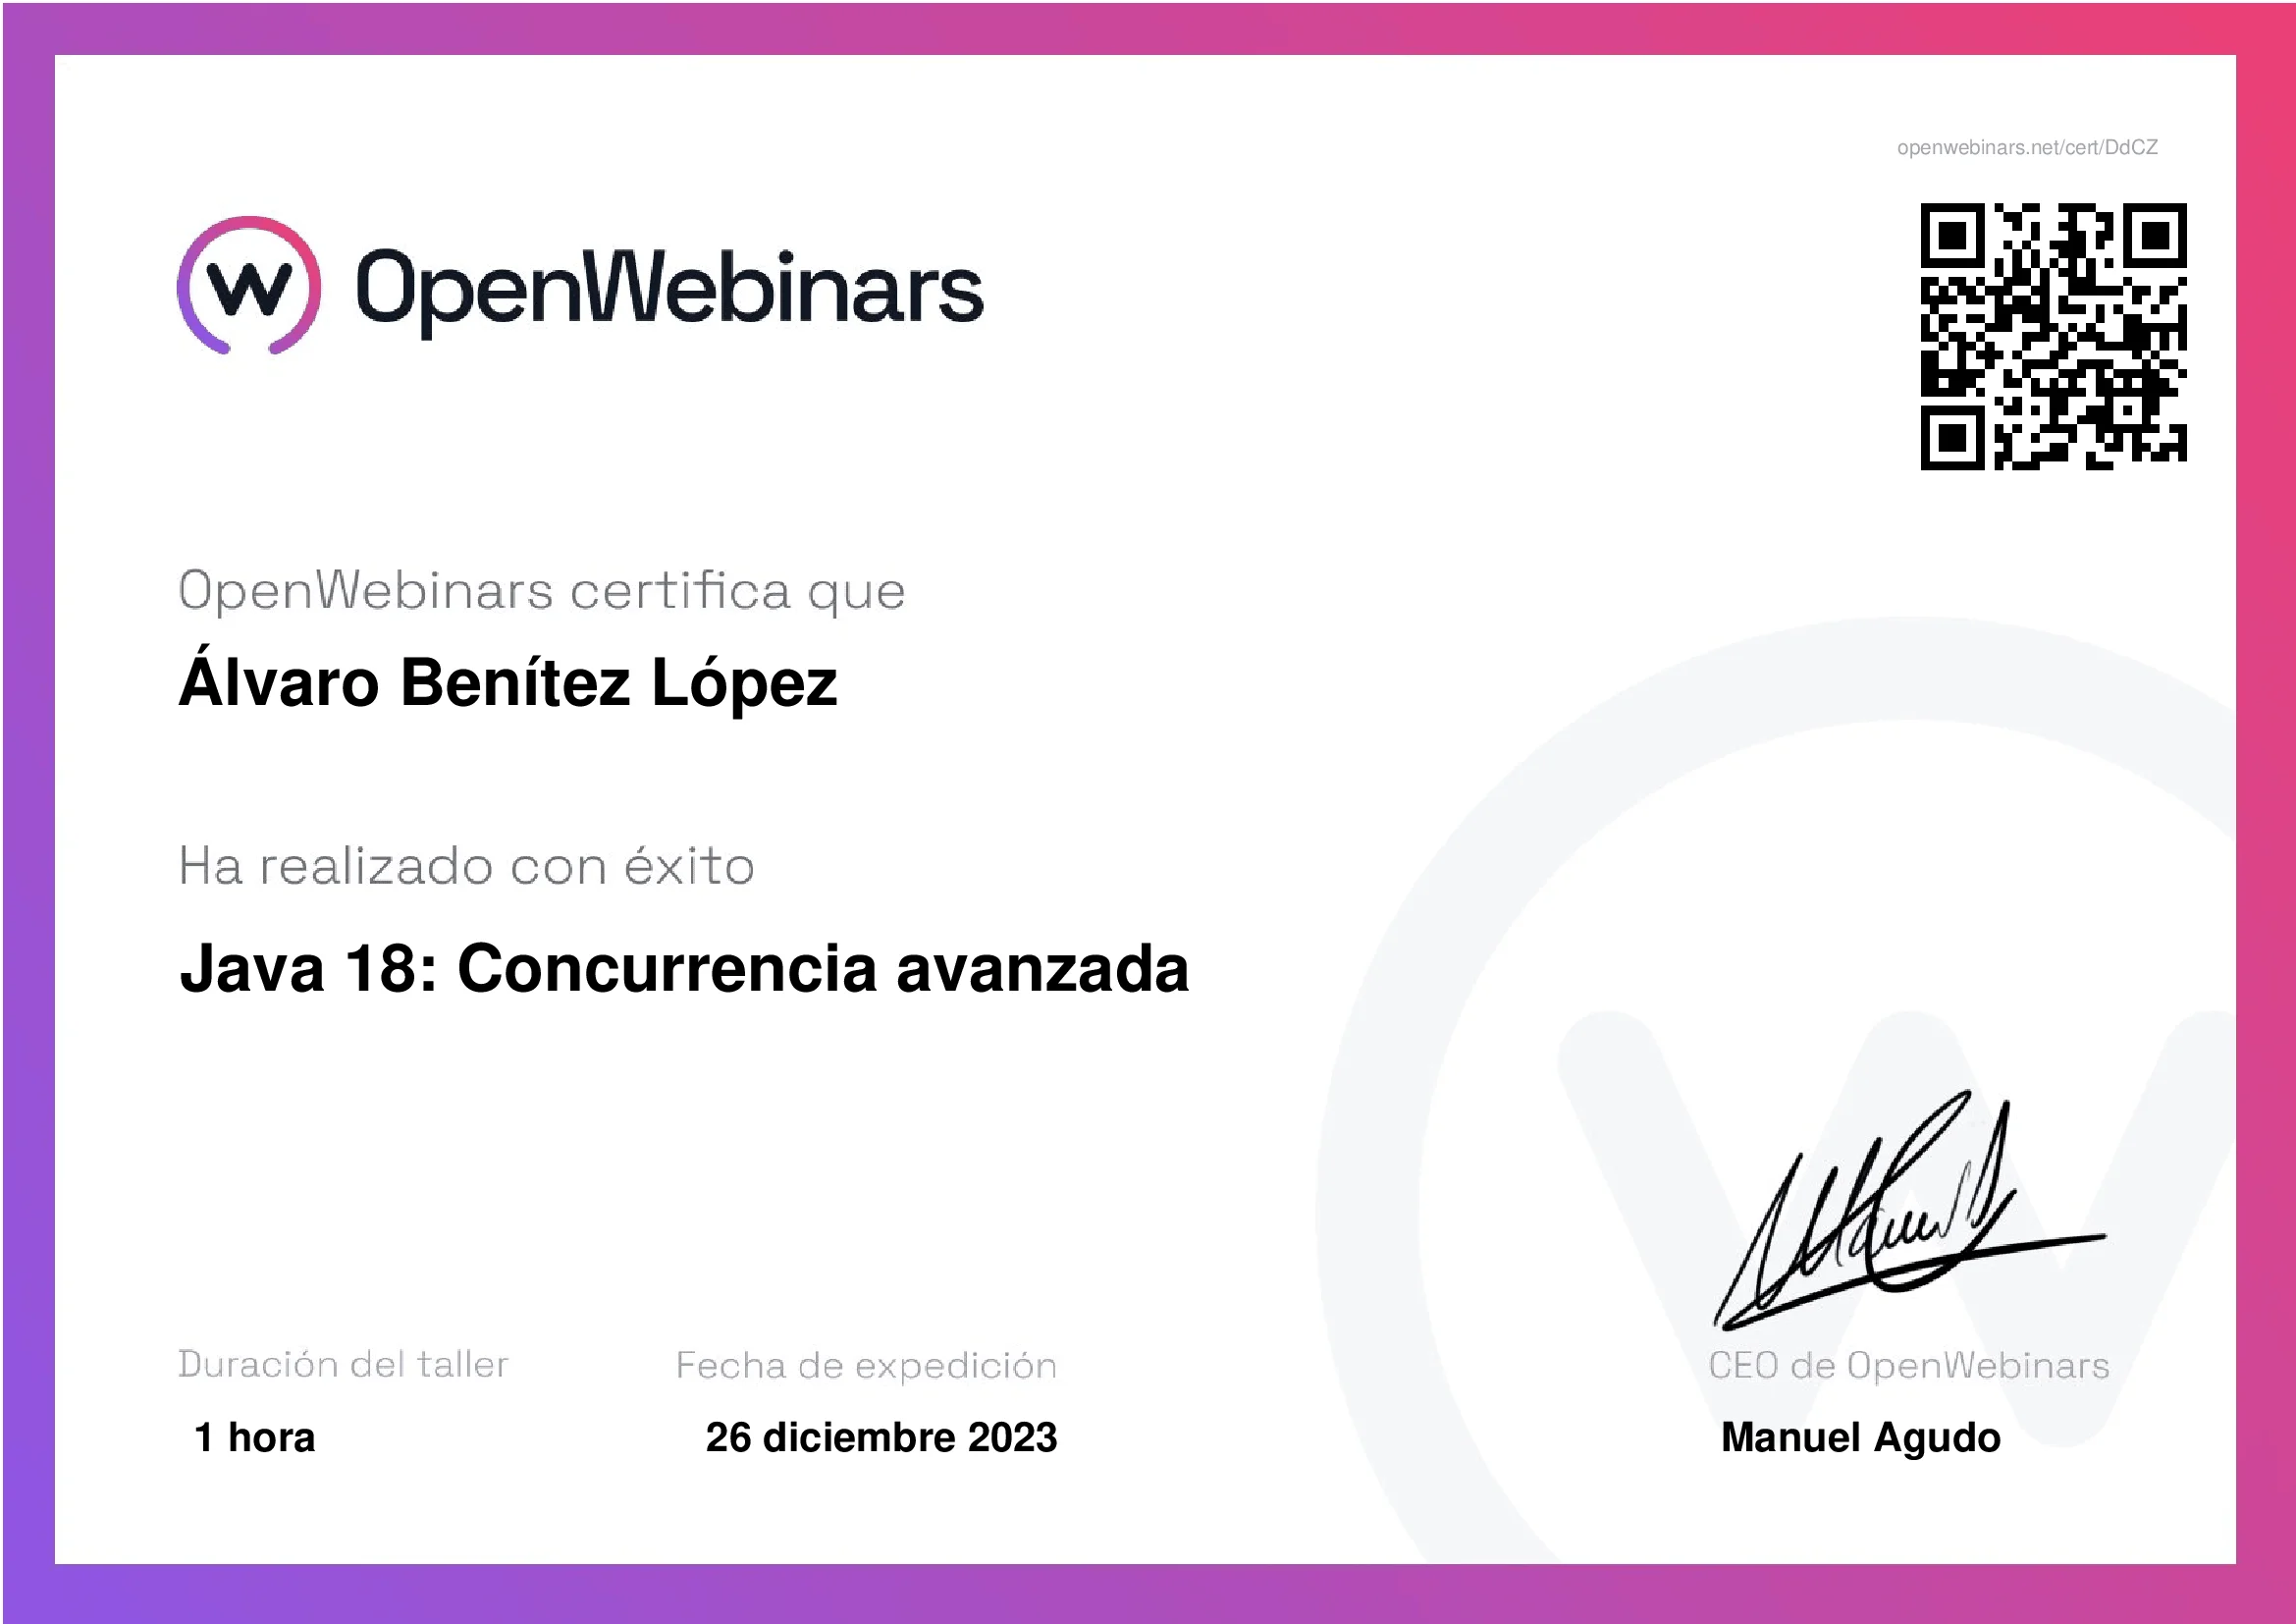 openwebinars.net/cert/DdCZ
W OpenWebinars
OpenWebinars certifica que
Álvaro Benítez López
Ha realizado con éxito
Java 18: Concurrencia avanzada
Duración del taller
Fecha de expedición
CEO de OpenWebinars
1 hora
26 diciembre 2023
Manuel Agudo